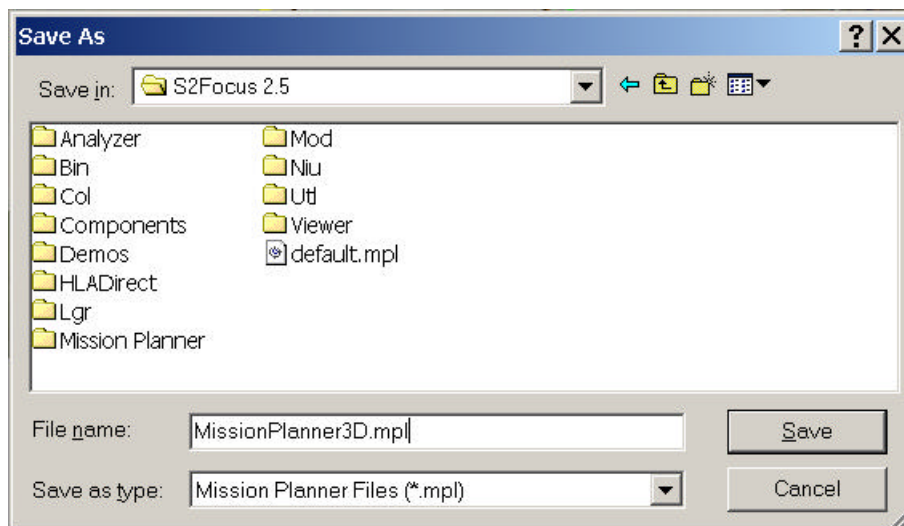 Save As
Save in: S2Focus 2.5
Analyzer
Bin
Col
Components
Demos
HLADirect
Lgr
Mission Planner
Mod
Niu
Utl
Viewer
default.mpl
File name: MissionPlanner3D.mpl Save
Save as type: Mission Planner Files (*.mpl) Cancel